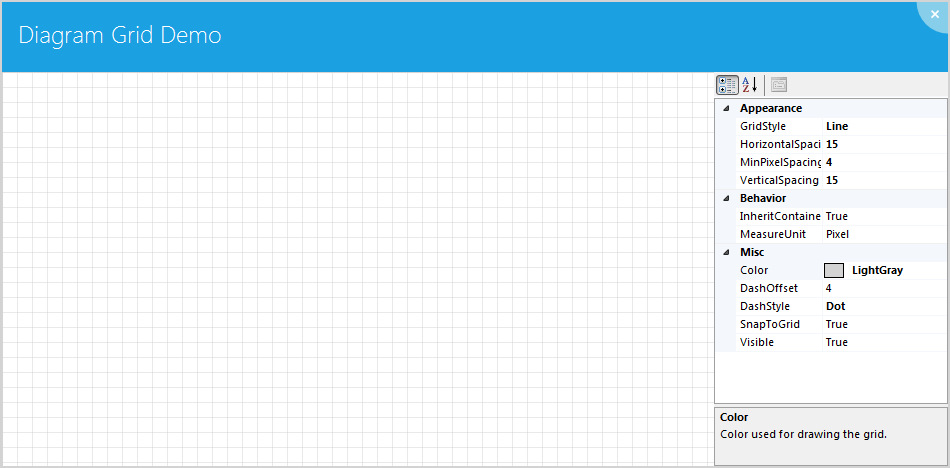 Diagram Grid Demo
Appearance
GridStyle Line
HorizontalSpaci 15
MinPixelSpacing 4
VerticalSpacing 15
Behavior
InheritContaine True
MeasureUnit Pixel
Misc
Color LightGray
DashOffset 4
DashStyle Dot
SnapToGrid True
Visible True
Color
Color used for drawing the grid.